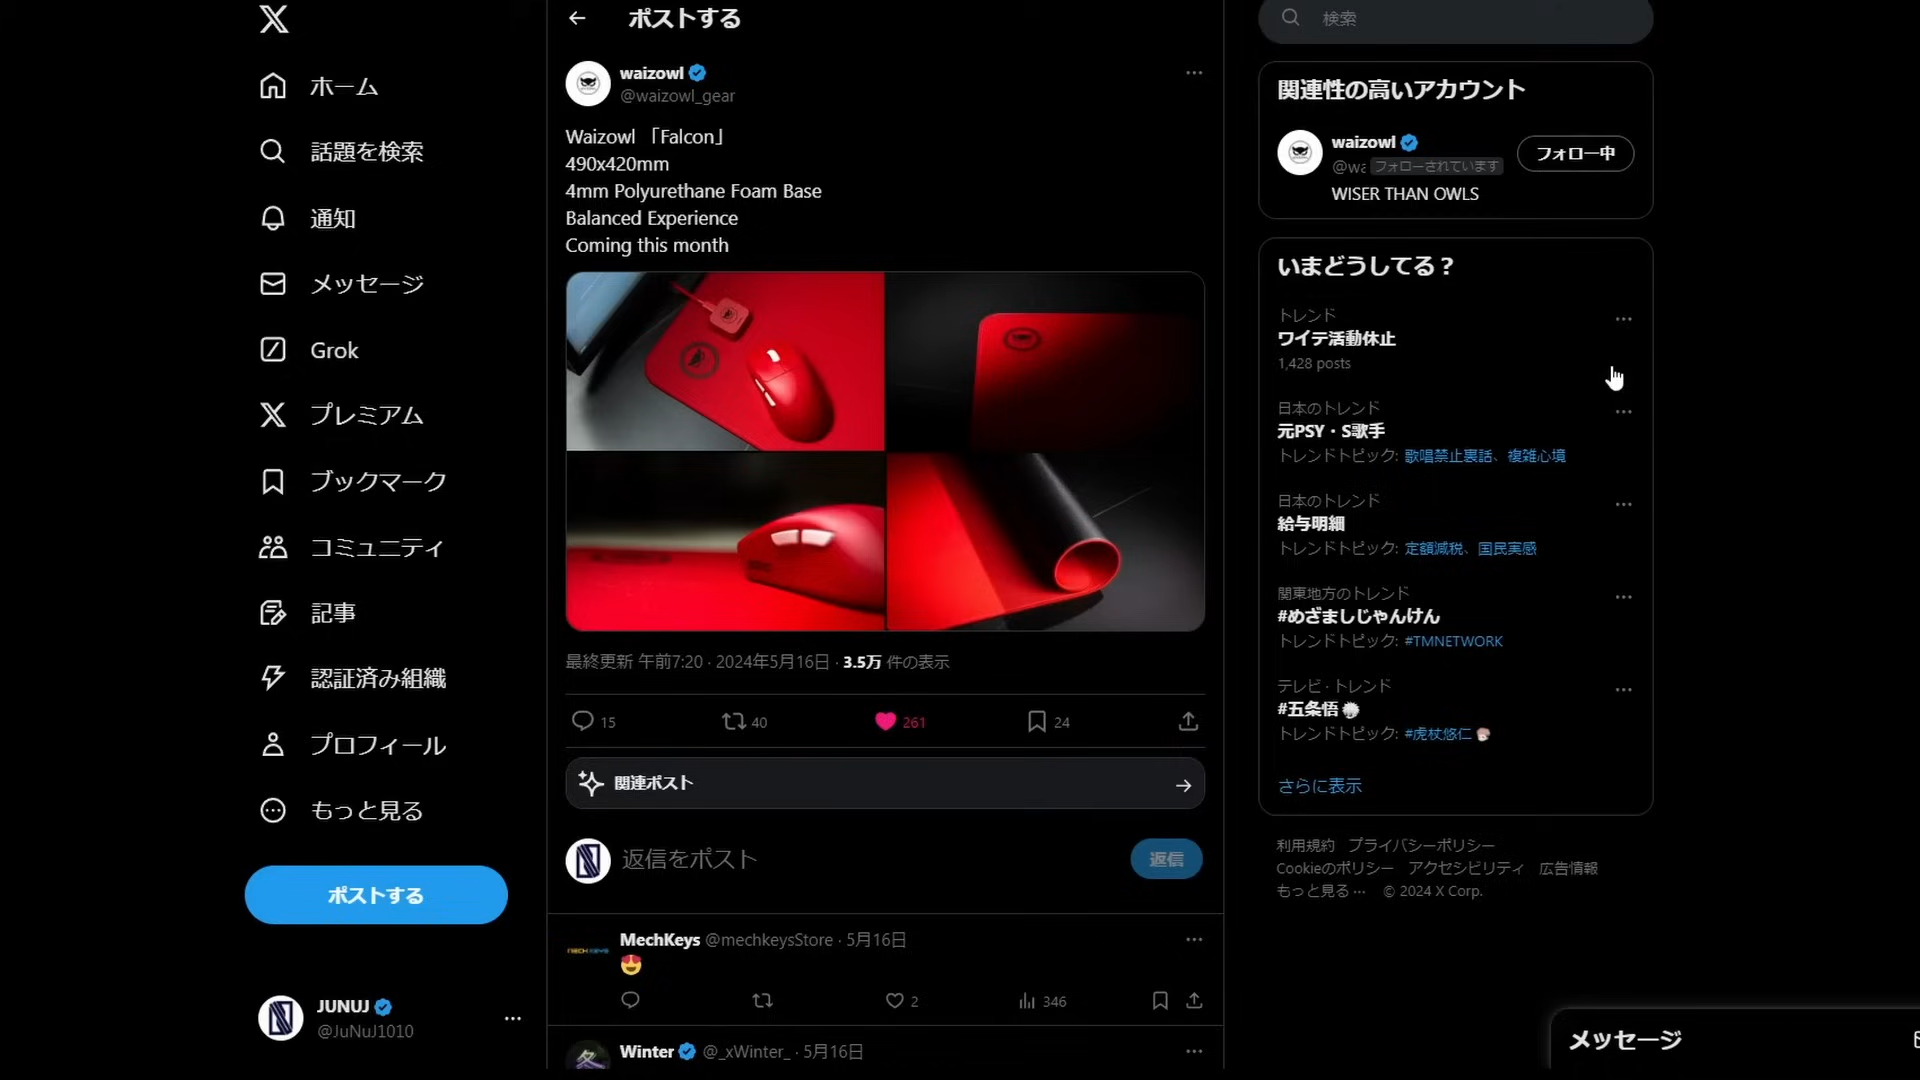 ホーム
話題を検索
通知
メッセージ
Grok
プレミアム
ブックマーク
コミュニティ
記事
認証済み組織
プロフィール
もっと見る
ポストする
JUNUJ
@JuNuJ1010
ポストする
waizowl
@waizowl_gear
Waizowl 「Falcon」
490x420mm
4mm Polyurethane Foam Base
Balanced Experience
Coming this month
最終更新 午前7:20 · 2024年5月16日 · 3.5万 件の表示
15 40 261 24
関連ポスト
返信をポスト
返信
MechKeys @mechkeysStore · 5月16日
2 346
Winter @_xWinter_ · 5月16日
検索
関連性の高いアカウント
waizowl
@wa フォローされています
フォロー中
WISER THAN OWLS
いまどうしてる？
トレンド
ワイテ活動休止
1,428 posts
日本のトレンド
元PSY・S歌手
トレンドトピック: 歌唱禁止裏話、複雑心境
日本のトレンド
給与明細
トレンドトピック: 定額減税、国民実感
関東地方のトレンド
#めざましじゃんけん
トレンドトピック: #TMNETWORK
テレビ · トレンド
#五条悟
トレンドトピック: #虎杖悠仁
さらに表示
利用規約 プライバシーポリシー
Cookieのポリシー アクセシビリティ 広告情報
もっと見る ··· © 2024 X Corp.
メッセージ